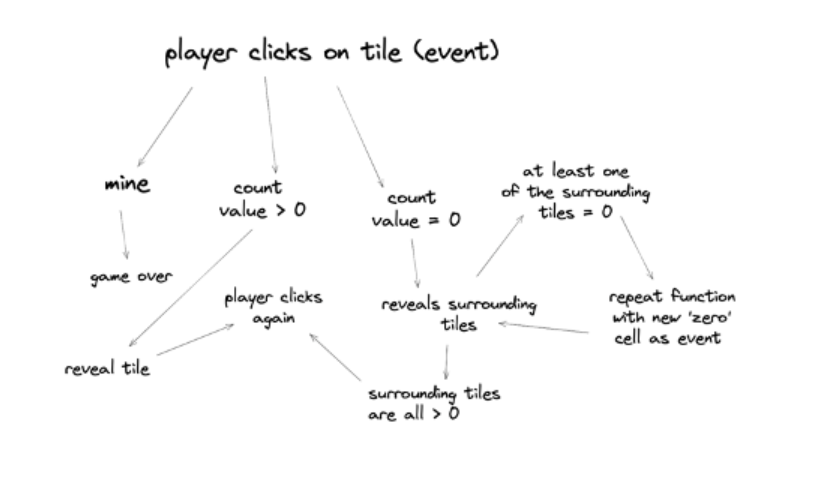 player clicks on tile (event)
mine
count
value > 0
count
value = 0
at least one
of the surrounding
tiles = 0
game over
player clicks
again
reveals surrounding
tiles
repeat function
with new 'zero'
cell as event
reveal tile
surrounding tiles
are all > 0